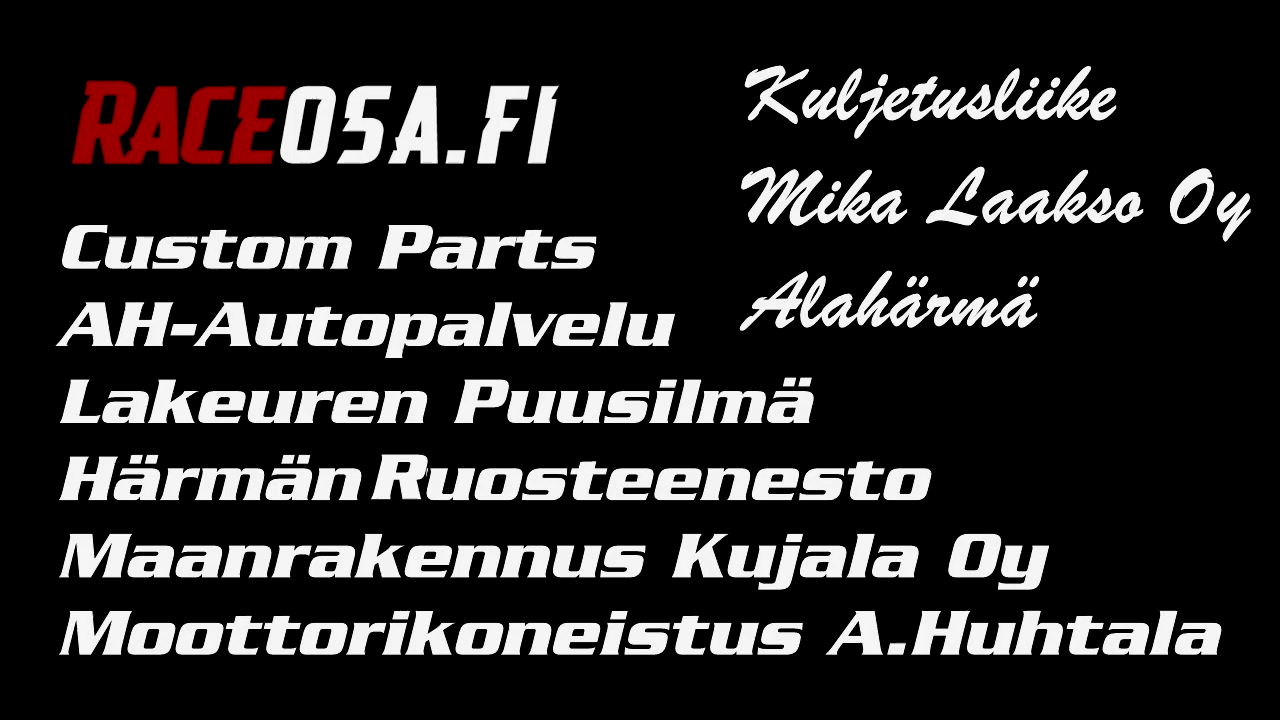 RACEOSA.FI
Custom Parts
AH-Autopalvelu
Lakeuren Puusilmä
Härmän Ruosteenesto
Maanrakennus Kujala Oy
Moottorikoneistus A.Huhtala
Kuljetusliike
Mika Laakso Oy
Alahärmä